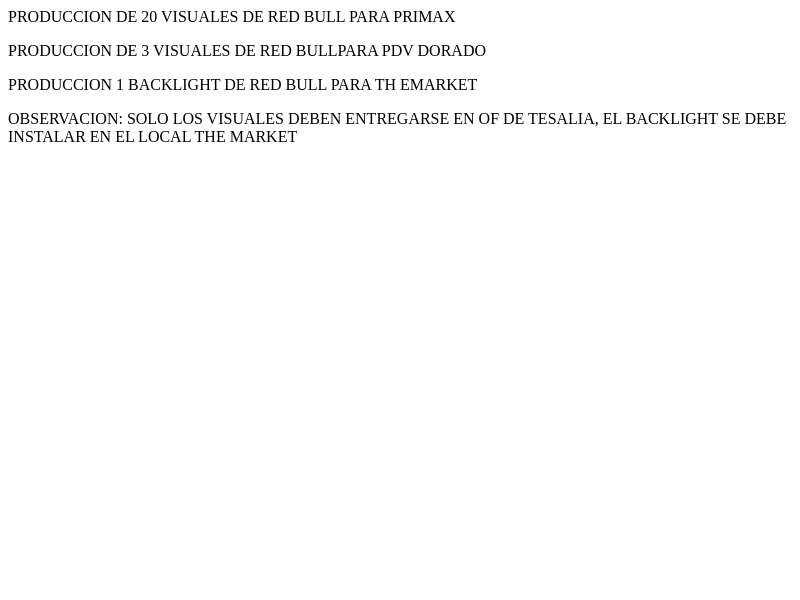 PRODUCCION DE 20 VISUALES DE RED BULL PARA PRIMAX
PRODUCCION DE 3 VISUALES DE RED BULLPARA PDV DORADO
PRODUCCION 1 BACKLIGHT DE RED BULL PARA TH EMARKET
OBSERVACION: SOLO LOS VISUALES DEBEN ENTREGARSE EN OF DE TESALIA, EL BACKLIGHT SE DEBE
INSTALAR EN EL LOCAL THE MARKET